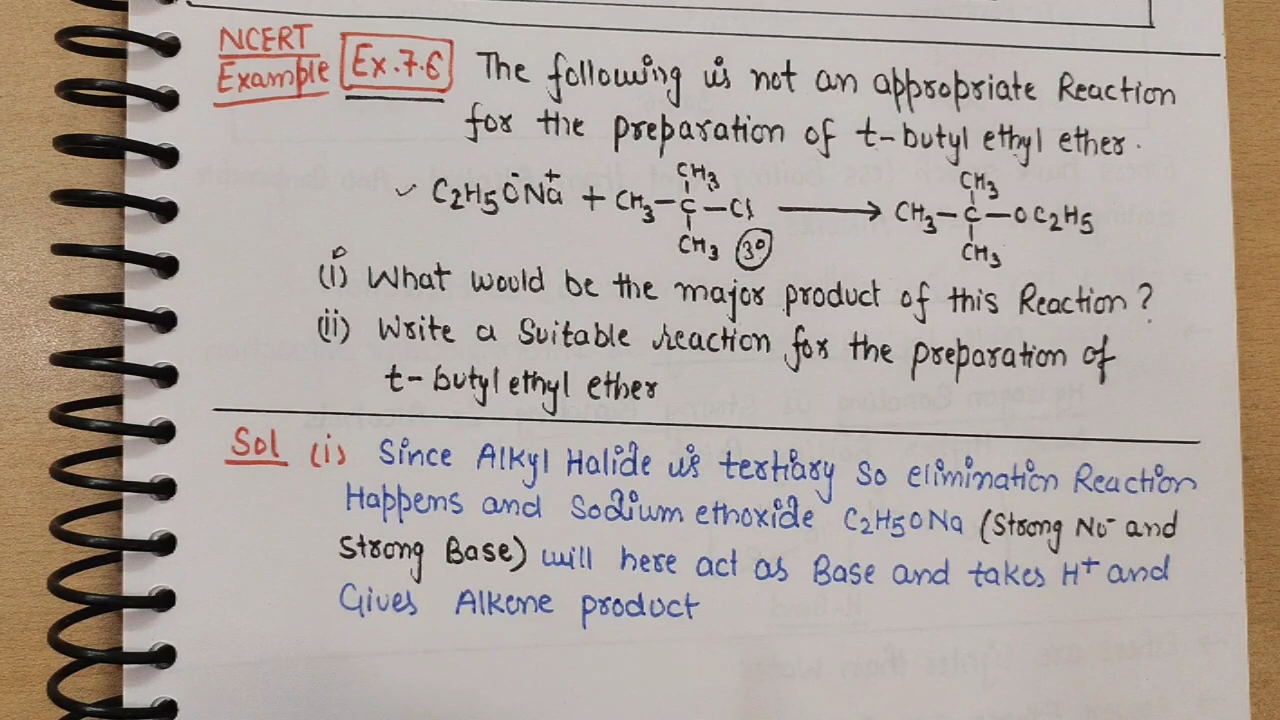 NCERT
Example Ex.7.6 The following is not an appropriate Reaction
for the preparation of t-butyl ethyl ether.
CH3 CH3
C2H5O⁻Na⁺ + CH3-C-Cl ⟶ CH3-C-OC2H5
CH3 3° CH3
(i) What would be the major product of this Reaction?
(ii) Write a Suitable reaction for the preparation of
t-butyl ethyl ether
Sol (i) Since Alkyl Halide is tertiary so elimination Reaction
Happens and Sodium ethoxide C2H5ONa (Strong Nu⁻ and
Strong Base) will here act as Base and takes H⁺ and
Gives Alkene product